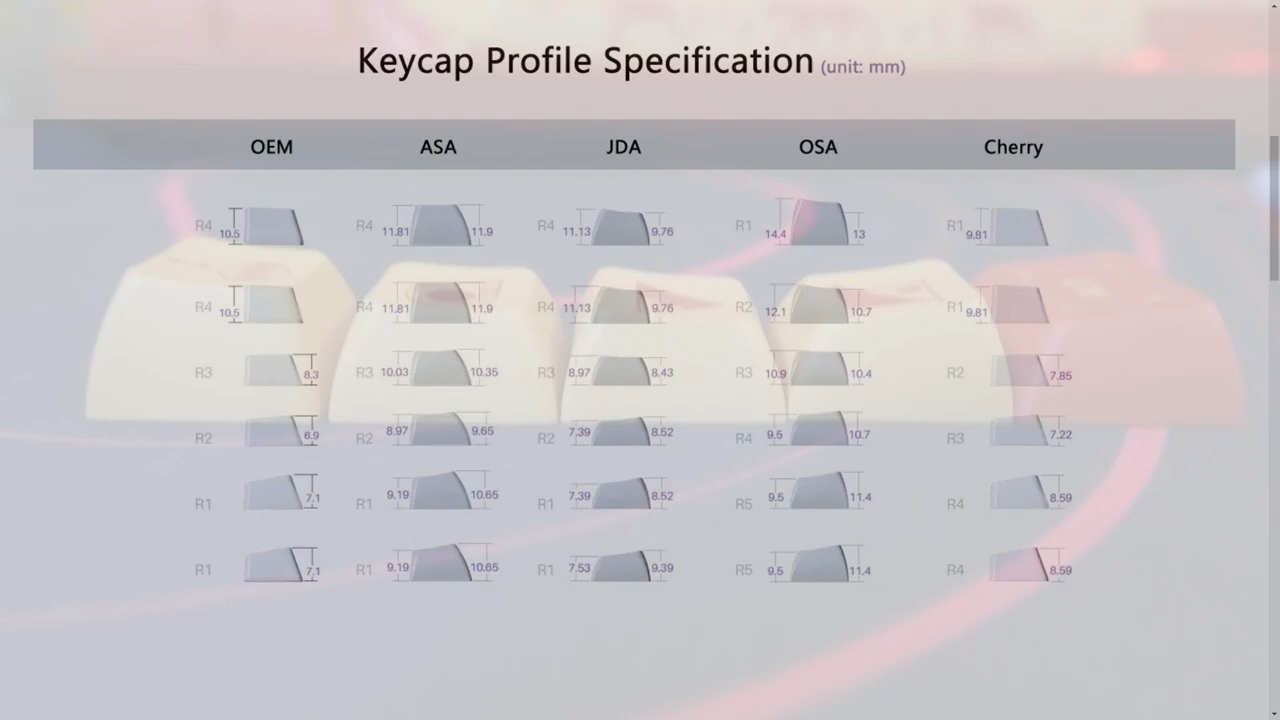 Keycap Profile Specification (unit: mm)
OEM ASA JDA OSA Cherry
R4 10.5 R4 11.81 11.9 R4 11.13 9.76 R1 14.4 13 R1 9.81
R4 10.5 R4 11.81 11.9 R4 11.13 9.76 R2 12.1 10.7 R1 9.81
R3 8.3 R3 10.03 10.35 R3 8.97 8.43 R3 10.9 10.4 R2 7.85
R2 6.9 R2 8.97 9.65 R2 7.39 8.52 R4 9.5 10.7 R3 7.22
R1 7.1 R1 9.19 10.65 R1 7.39 8.52 R5 9.5 11.4 R4 8.59
R1 7.1 R1 9.19 10.65 R1 7.53 9.39 R5 9.5 11.4 R4 8.59